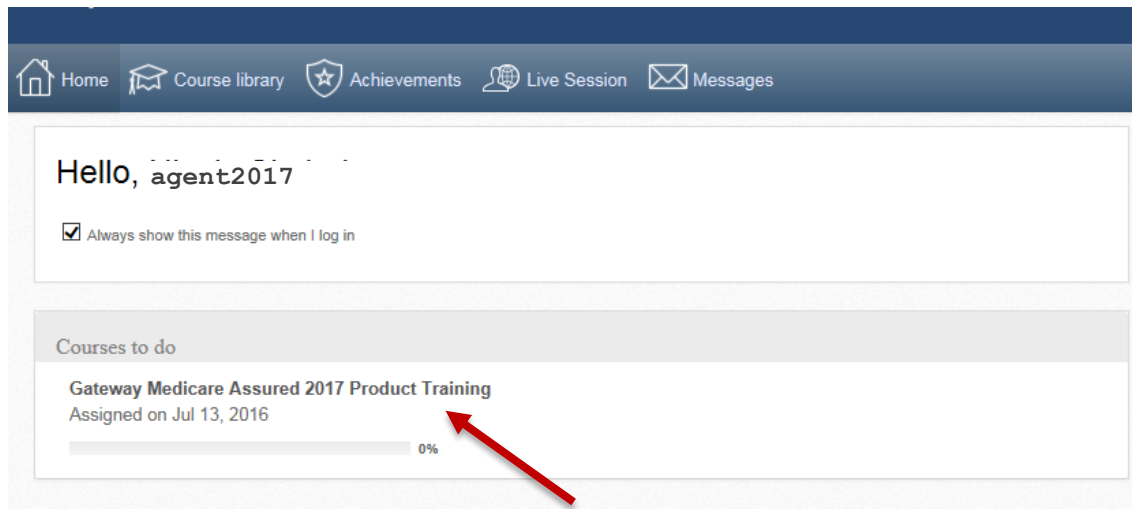 Home Course library Achievements Live Session Messages
Hello, agent2017
Always show this message when I log in
Courses to do
Gateway Medicare Assured 2017 Product Training
Assigned on Jul 13, 2016
0%